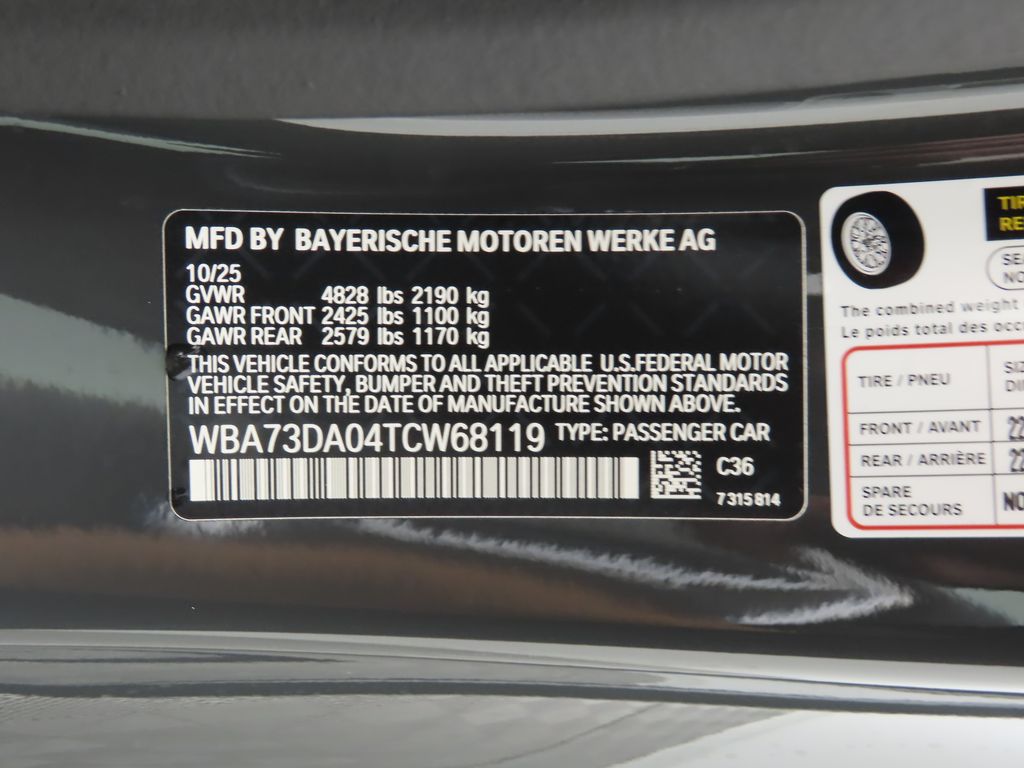 MFD BY BAYERISCHE MOTOREN WERKE AG
10/25
GVWR 4828 lbs 2190 kg
GAWR FRONT 2425 lbs 1100 kg
GAWR REAR 2579 lbs 1170 kg
THIS VEHICLE CONFORMS TO ALL APPLICABLE U.S.FEDERAL MOTOR
VEHICLE SAFETY, BUMPER AND THEFT PREVENTION STANDARDS
IN EFFECT ON THE DATE OF MANUFACTURE SHOWN ABOVE.
WBA73DA04TCW68119 TYPE: PASSENGER CAR
C36
7315814
The combined weight
Le poids total des
TIRE / PNEU
FRONT / AVANT
REAR / ARRIÈRE
SPARE
DE SECOURS